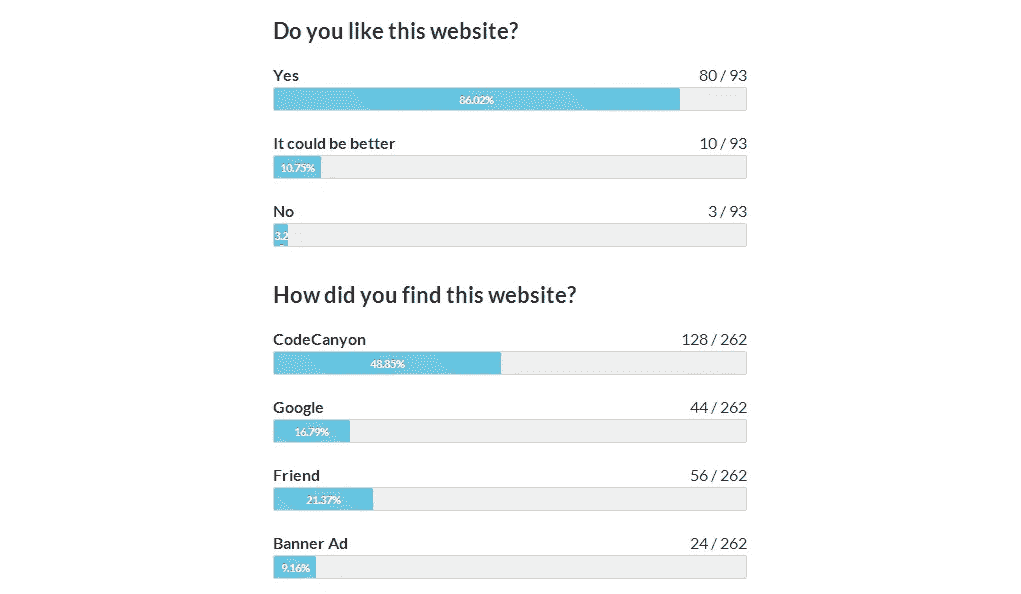 Do you like this website?
Yes 80 / 93
86.02%
It could be better 10 / 93
10.75%
No 3 / 93
3.2
How did you find this website?
CodeCanyon 128 / 262
48.85%
Google 44 / 262
16.79%
Friend 56 / 262
21.37%
Banner Ad 24 / 262
9.16%